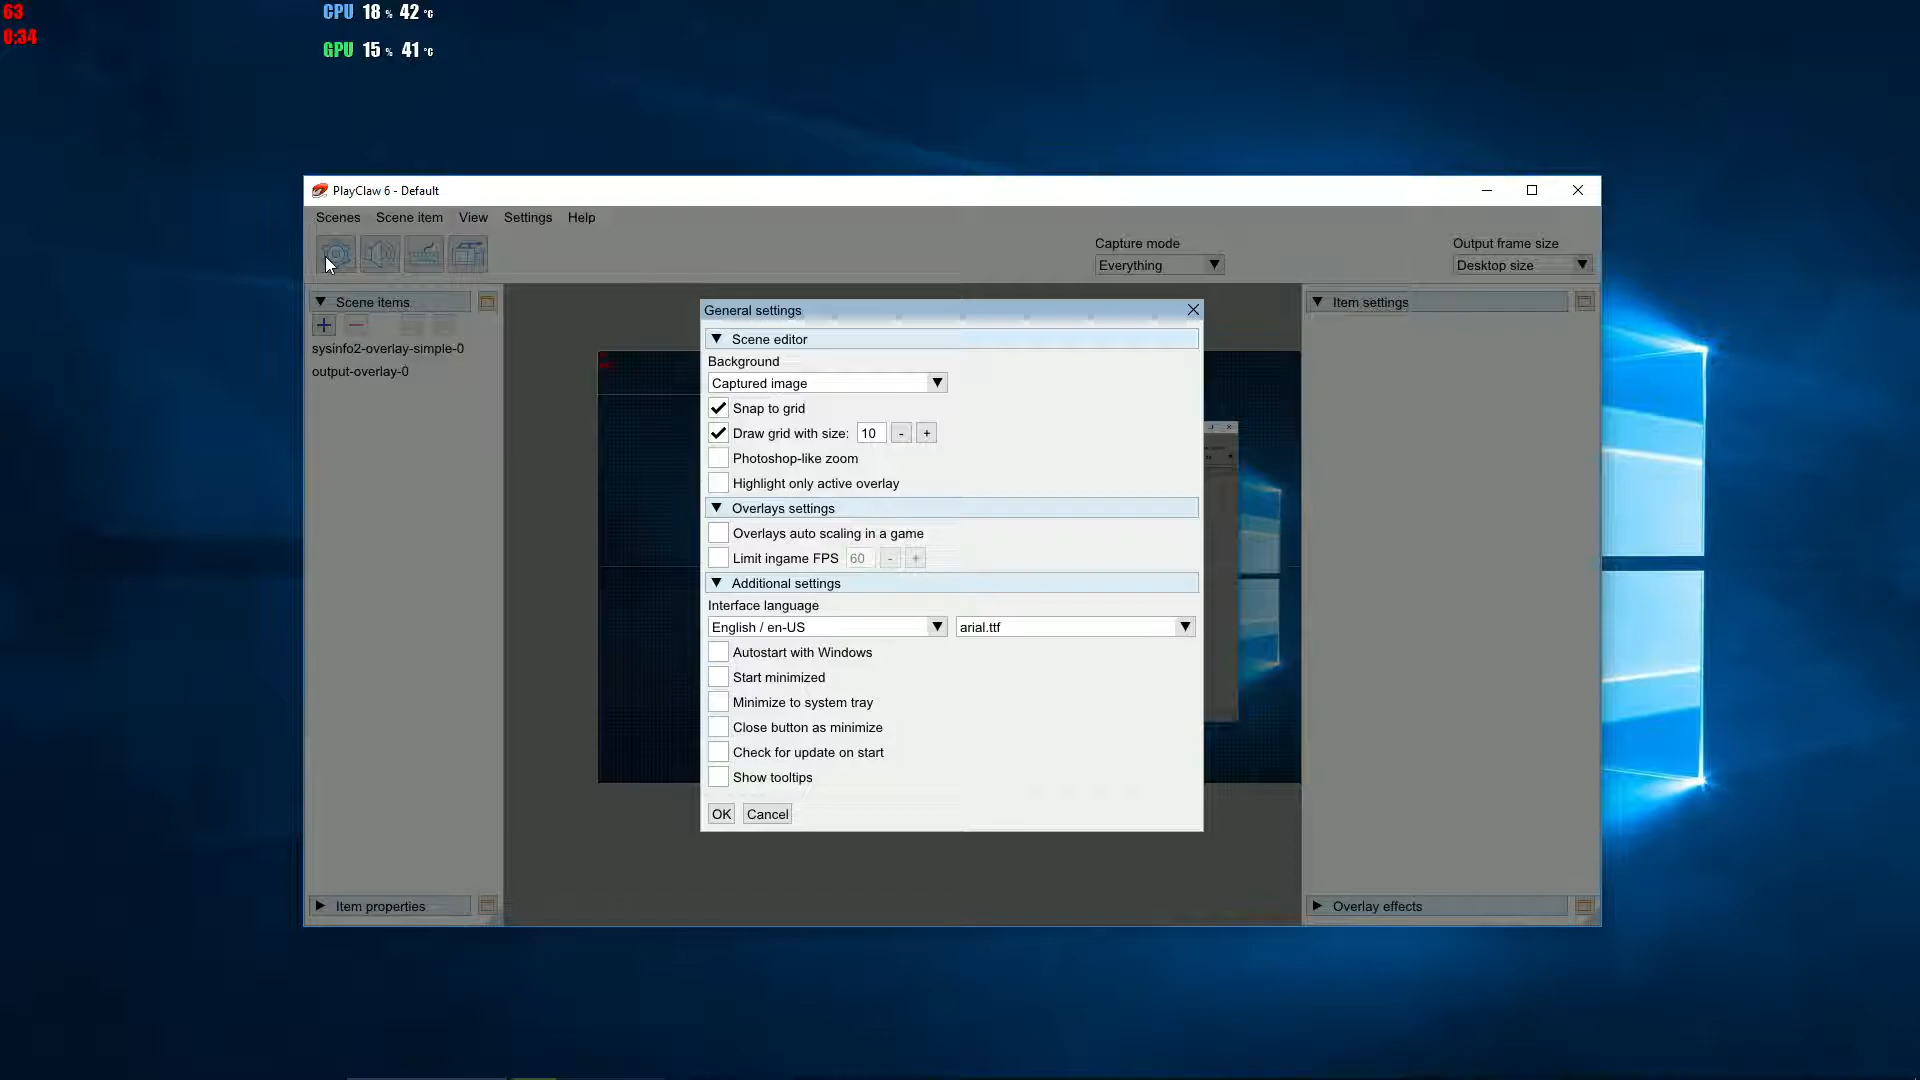 63
0:34
CPU 18 % 42 °C
GPU 15 % 41 °C
PlayClaw 6 - Default
Scenes Scene item View Settings Help
Capture mode
Everything
Output frame size
Desktop size
Scene items
sysinfo2-overlay-simple-0
output-overlay-0
Item properties
General settings
Scene editor
Background
Captured image
Snap to grid
Draw grid with size: 10 - +
Photoshop-like zoom
Highlight only active overlay
Overlays settings
Overlays auto scaling in a game
Limit ingame FPS 60 - +
Additional settings
Interface language
English / en-US arial.ttf
Autostart with Windows
Start minimized
Minimize to system tray
Close button as minimize
Check for update on start
Show tooltips
OK Cancel
Item settings
Overlay effects